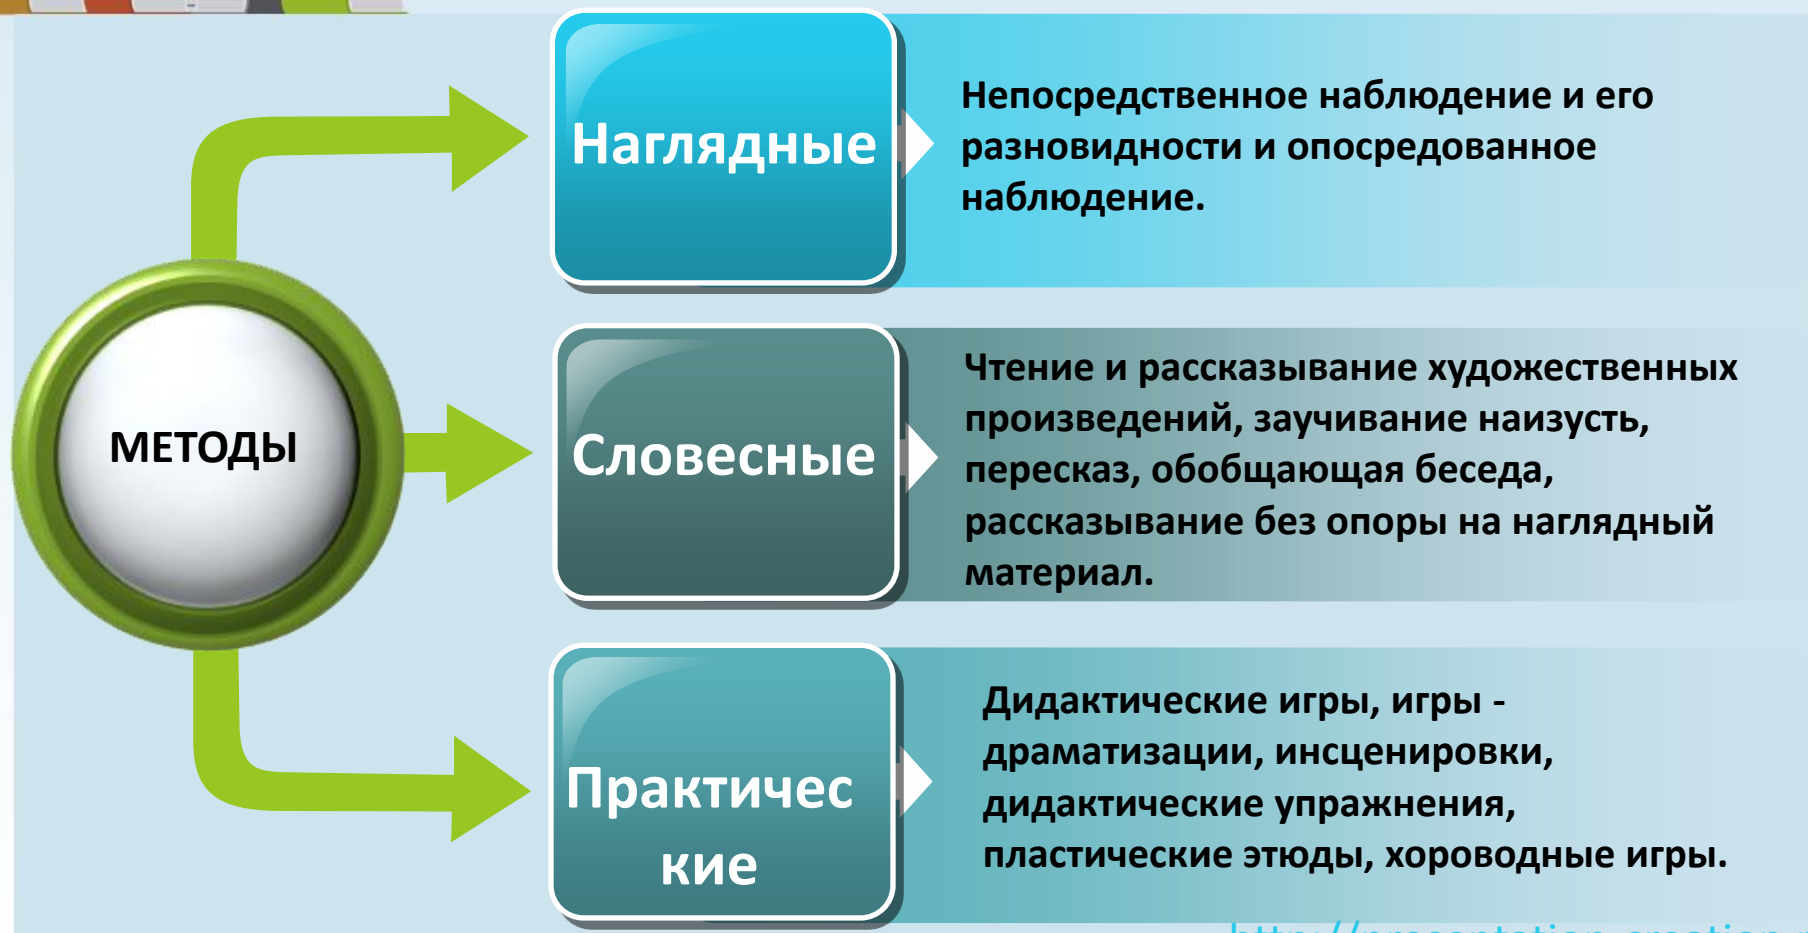 Наглядные
Непосредственное наблюдение и его
разновидности и опосредованное
наблюдение.
МЕТОДЫ
Словесные
Чтение и рассказывание художественных
произведений, заучивание наизусть,
пересказ, обобщающая беседа,
рассказывание без опоры на наглядный
материал.
Практичес
кие
Дидактические игры, игры -
драматизации, инсценировки,
дидактические упражнения,
пластические этюды, хороводные игры.